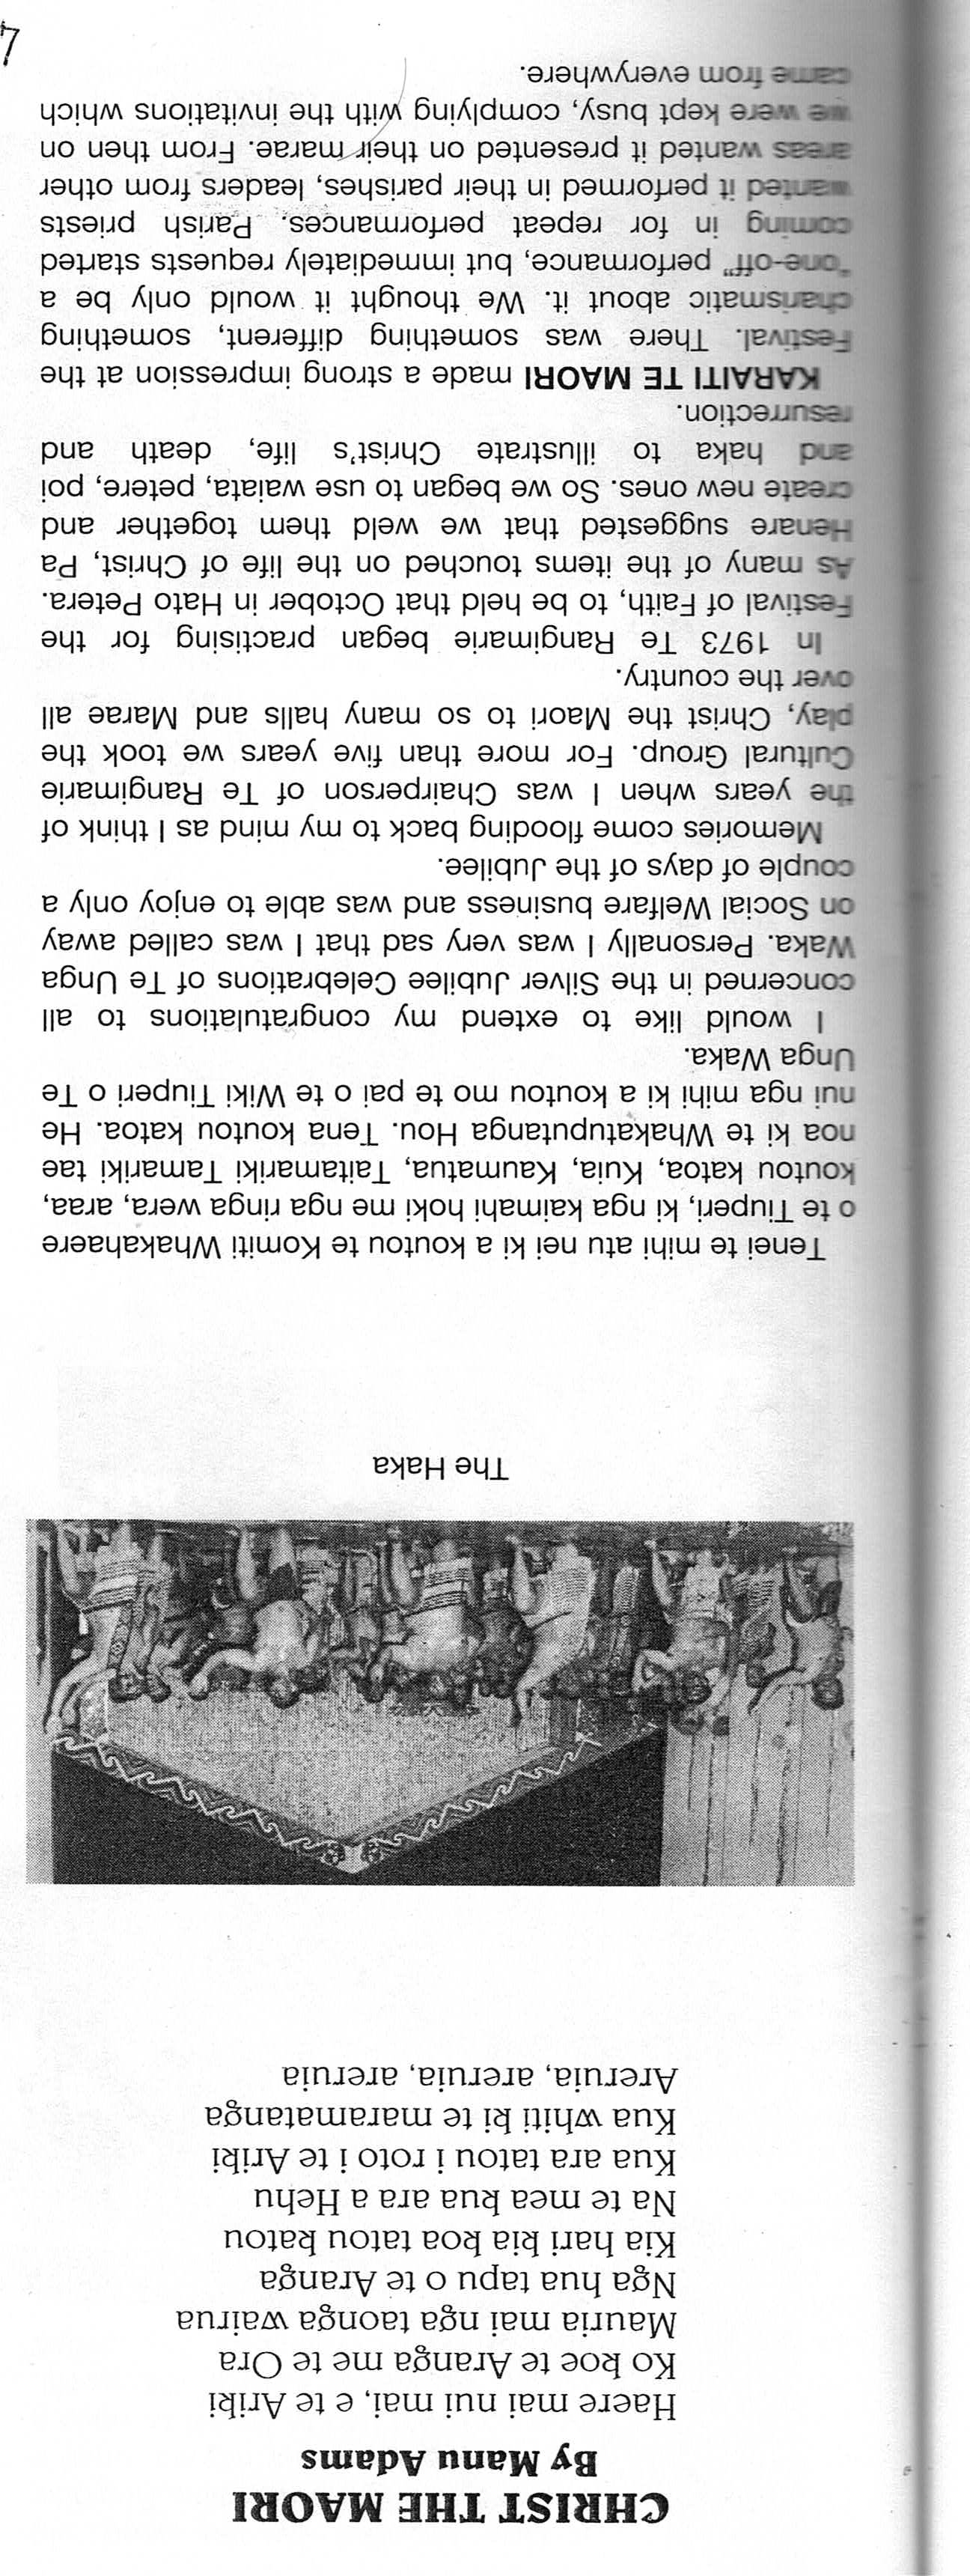 CHRIST THE MAORI
By Manu Adams
Haere mai nui mai, e te Ariki
Ko koe te Aranga me te Ora
Mauria mai nga taonga wairua
Nga hua tapu o te Aranga
Kia hari kia koa tatou katou
Na te mea kua ara a Hehu
Kua ara tatou i roto i te Ariki
Kua whiti ki te maramatanga
Areruia, areruia, areruia
The Haka
Tenei te mihi atu nei ki a koutou te Komiti Whakahaere
o te Tiuperi, ki nga kaimahi hoki me nga ringa wera, araa,
koutou katoa, Kuia, Kaumatua, Taitamariki Tamariki tae
noa ki te Whakatuputanga Hou. Tena koutou katoa. He
nui nga mihi ki a koutou mo te pai o te Wiki Tiuperi o Te
Unga Waka.
I would like to extend my congratulations to all
concerned in the Silver Jubilee Celebrations of Te Unga
Waka. Personally I was very sad that I was called away
on Social Welfare business and was able to enjoy only a
couple of days of the Jubilee.
Memories come flooding back to my mind as I think of
the years when I was Chairperson of Te Rangimarie
Cultural Group. For more than five years we took the
play, Christ the Maori to so many halls and Marae all
over the country.
In 1973 Te Rangimarie began practising for the
Festival of Faith, to be held that October in Hato Petera.
As many of the items touched on the life of Christ, Pa
Henare suggested that we weld them together and
create new ones. So we began to use waiata, petere, poi
and haka to illustrate Christ's life, death and
resurrection.
KARAITI TE MAORI made a strong impression at the
Festival. There was something different, something
charismatic about it. We thought it would only be a
"one-off" performance, but immediately requests started
coming in for repeat performances. Parish priests
wanted it performed in their parishes, leaders from other
areas wanted it presented on their marae. From then on
we were kept busy, complying with the invitations which
came from everywhere.